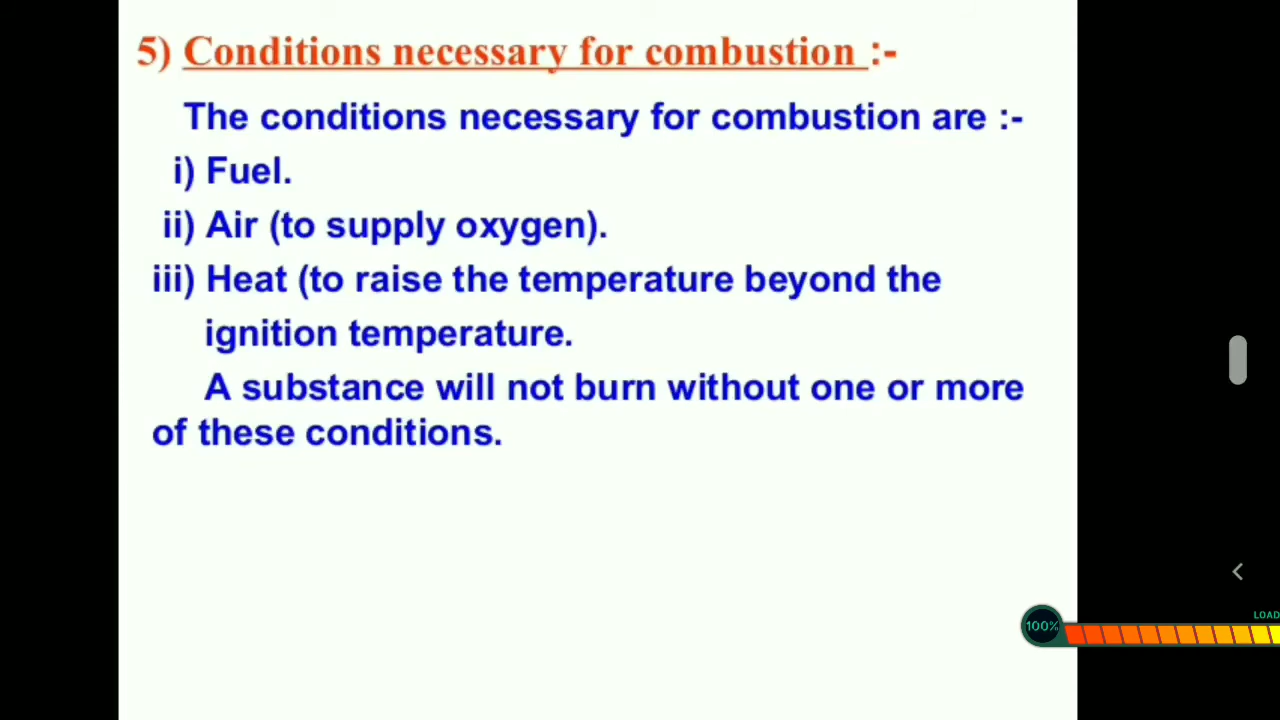 5) Conditions necessary for combustion :-
The conditions necessary for combustion are :-
i) Fuel.
ii) Air (to supply oxygen).
iii) Heat (to raise the temperature beyond the
ignition temperature.
A substance will not burn without one or more
of these conditions.
LOAD
100%